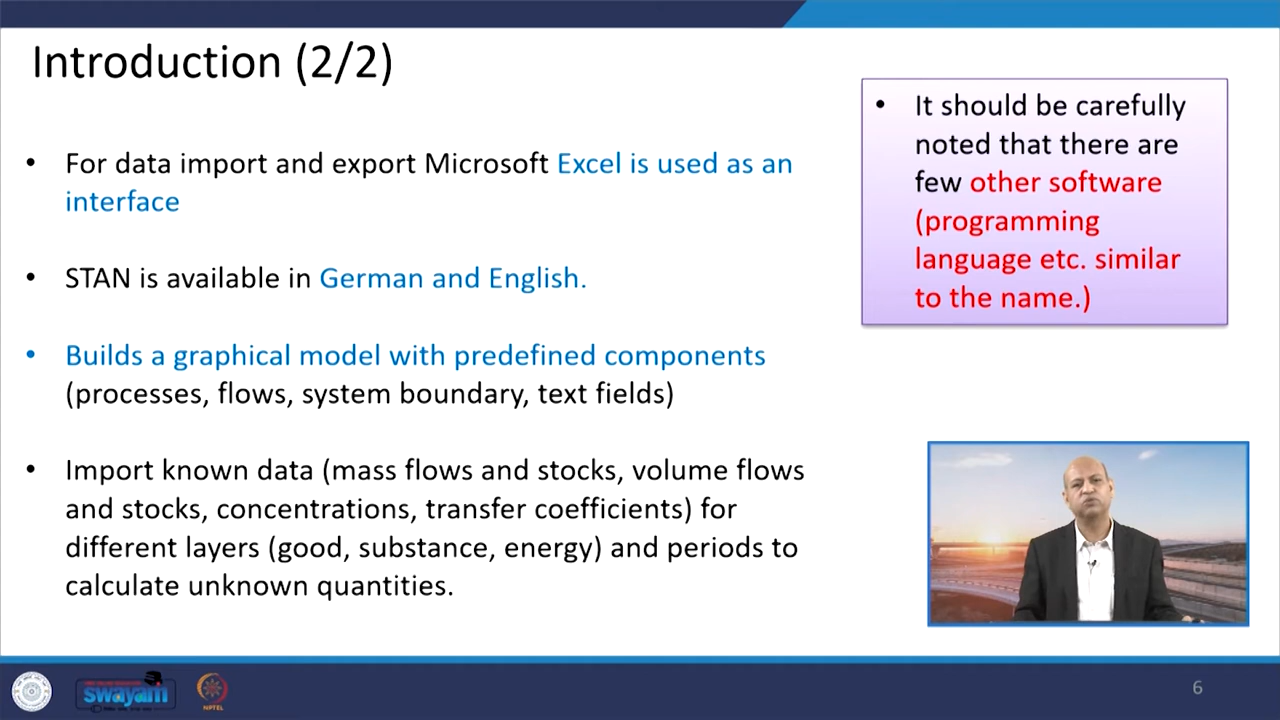 Introduction (2/2)
• For data import and export Microsoft Excel is used as an
interface
• STAN is available in German and English.
• Builds a graphical model with predefined components
(processes, flows, system boundary, text fields)
• Import known data (mass flows and stocks, volume flows
and stocks, concentrations, transfer coefficients) for
different layers (good, substance, energy) and periods to
calculate unknown quantities.
• It should be carefully
noted that there are
few other software
(programming
language etc. similar
to the name.)
swayam
NPTEL
6